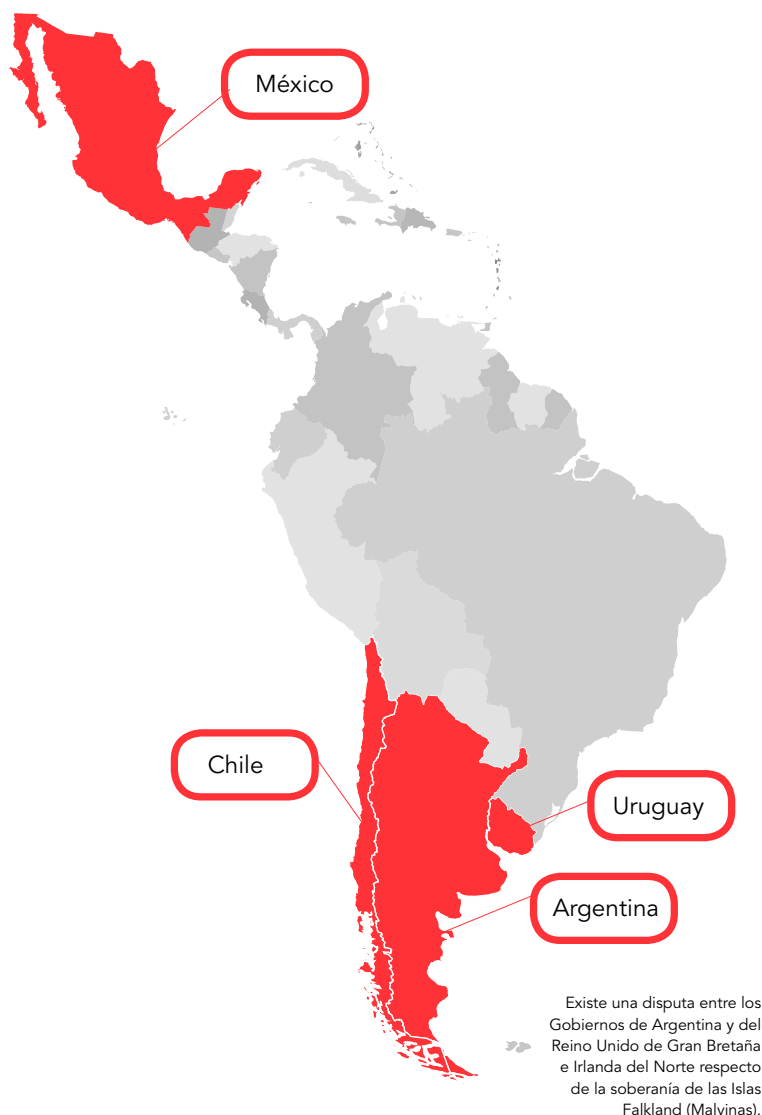 México
Chile
Uruguay
Argentina
Existe una disputa entre los
Gobiernos de Argentina y del
Reino Unido de Gran Bretaña
e Irlanda del Norte respecto
de la soberanía de las Islas
Falkland (Malvinas).